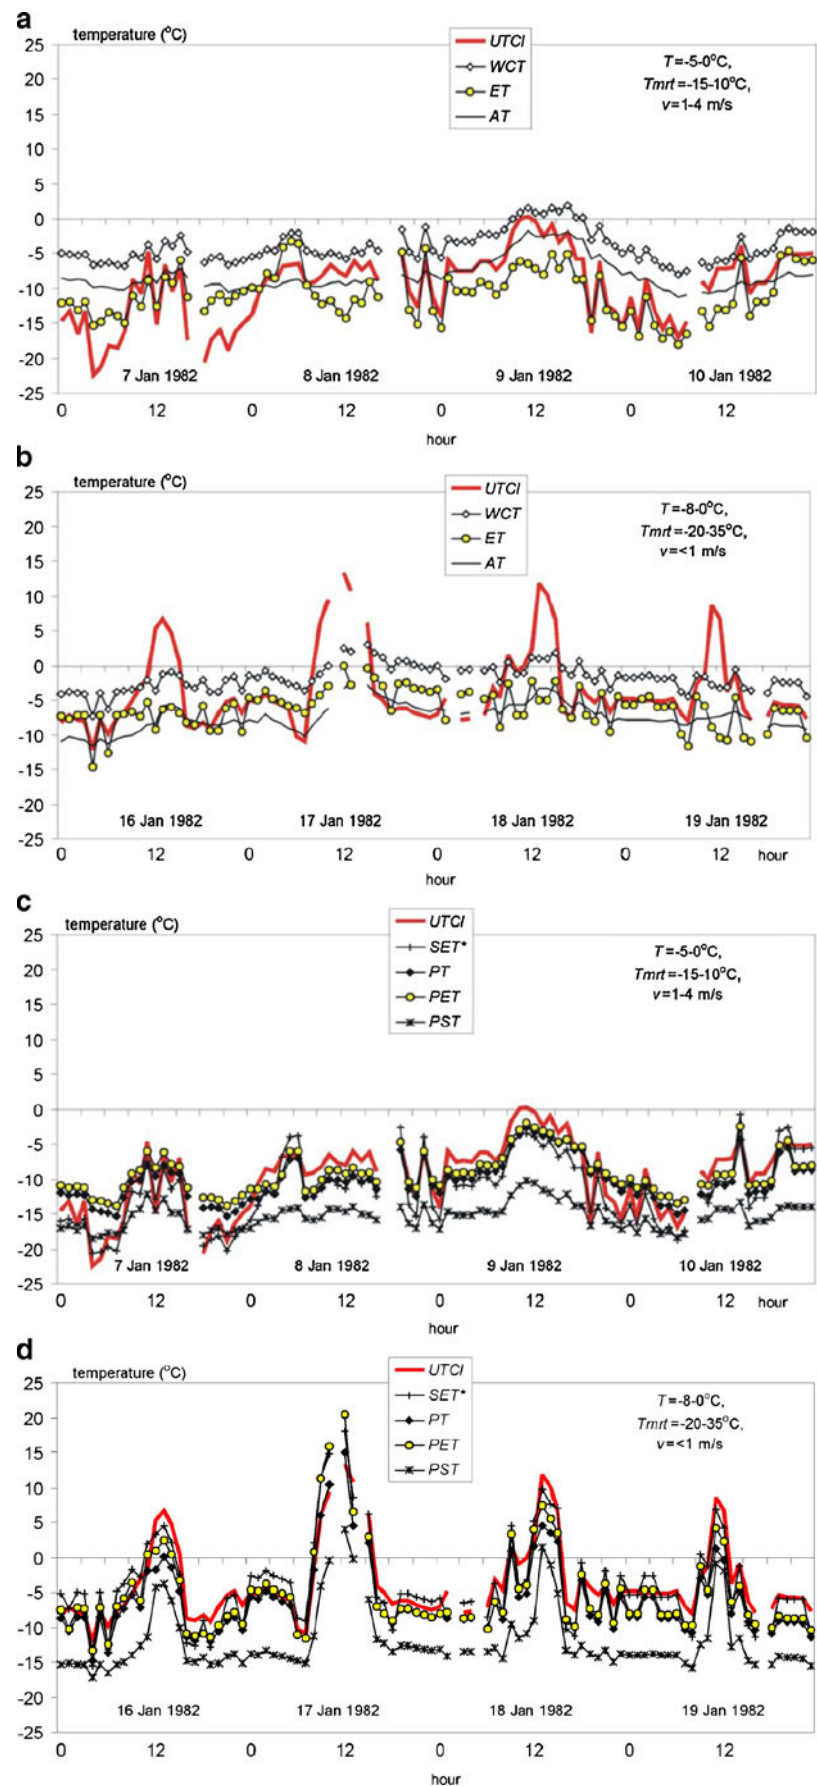 a
temperature (°C)
25
20
15
10
5
0
-5
-10
-15
-20
-25
UTCI
WCT
ET
AT
T=-5-0°C,
Tmrt=-15-10°C,
v=1-4 m/s
7 Jan 1982 8 Jan 1982 9 Jan 1982 10 Jan 1982
0 12 0 12 0 12 0 12
hour
b
temperature (°C)
25
20
15
10
5
0
-5
-10
-15
-20
-25
UTCI
WCT
ET
AT
T=-8-0°C,
Tmrt=-20-35°C,
v=<1 m/s
16 Jan 1982 17 Jan 1982 18 Jan 1982 19 Jan 1982
0 12 0 12 0 12 0 12 hour
hour
c
temperature (°C)
25
20
15
10
5
0
-5
-10
-15
-20
-25
UTCI
SET*
PT
PET
PST
T=-5-0°C,
Tmrt=-15-10°C,
v=1-4 m/s
7 Jan 1982 8 Jan 1982 9 Jan 1982 10 Jan 1982
0 12 0 12 0 12 0 12 hour
hour
d
temperature (°C)
25
20
15
10
5
0
-5
-10
-15
-20
-25
UTCI
SET*
PT
PET
PST
T=-8-0°C,
Tmrt=-20-35°C,
v=<1 m/s
16 Jan 1982 17 Jan 1982 18 Jan 1982 19 Jan 1982
0 12 0 12 0 12 0 12
hour